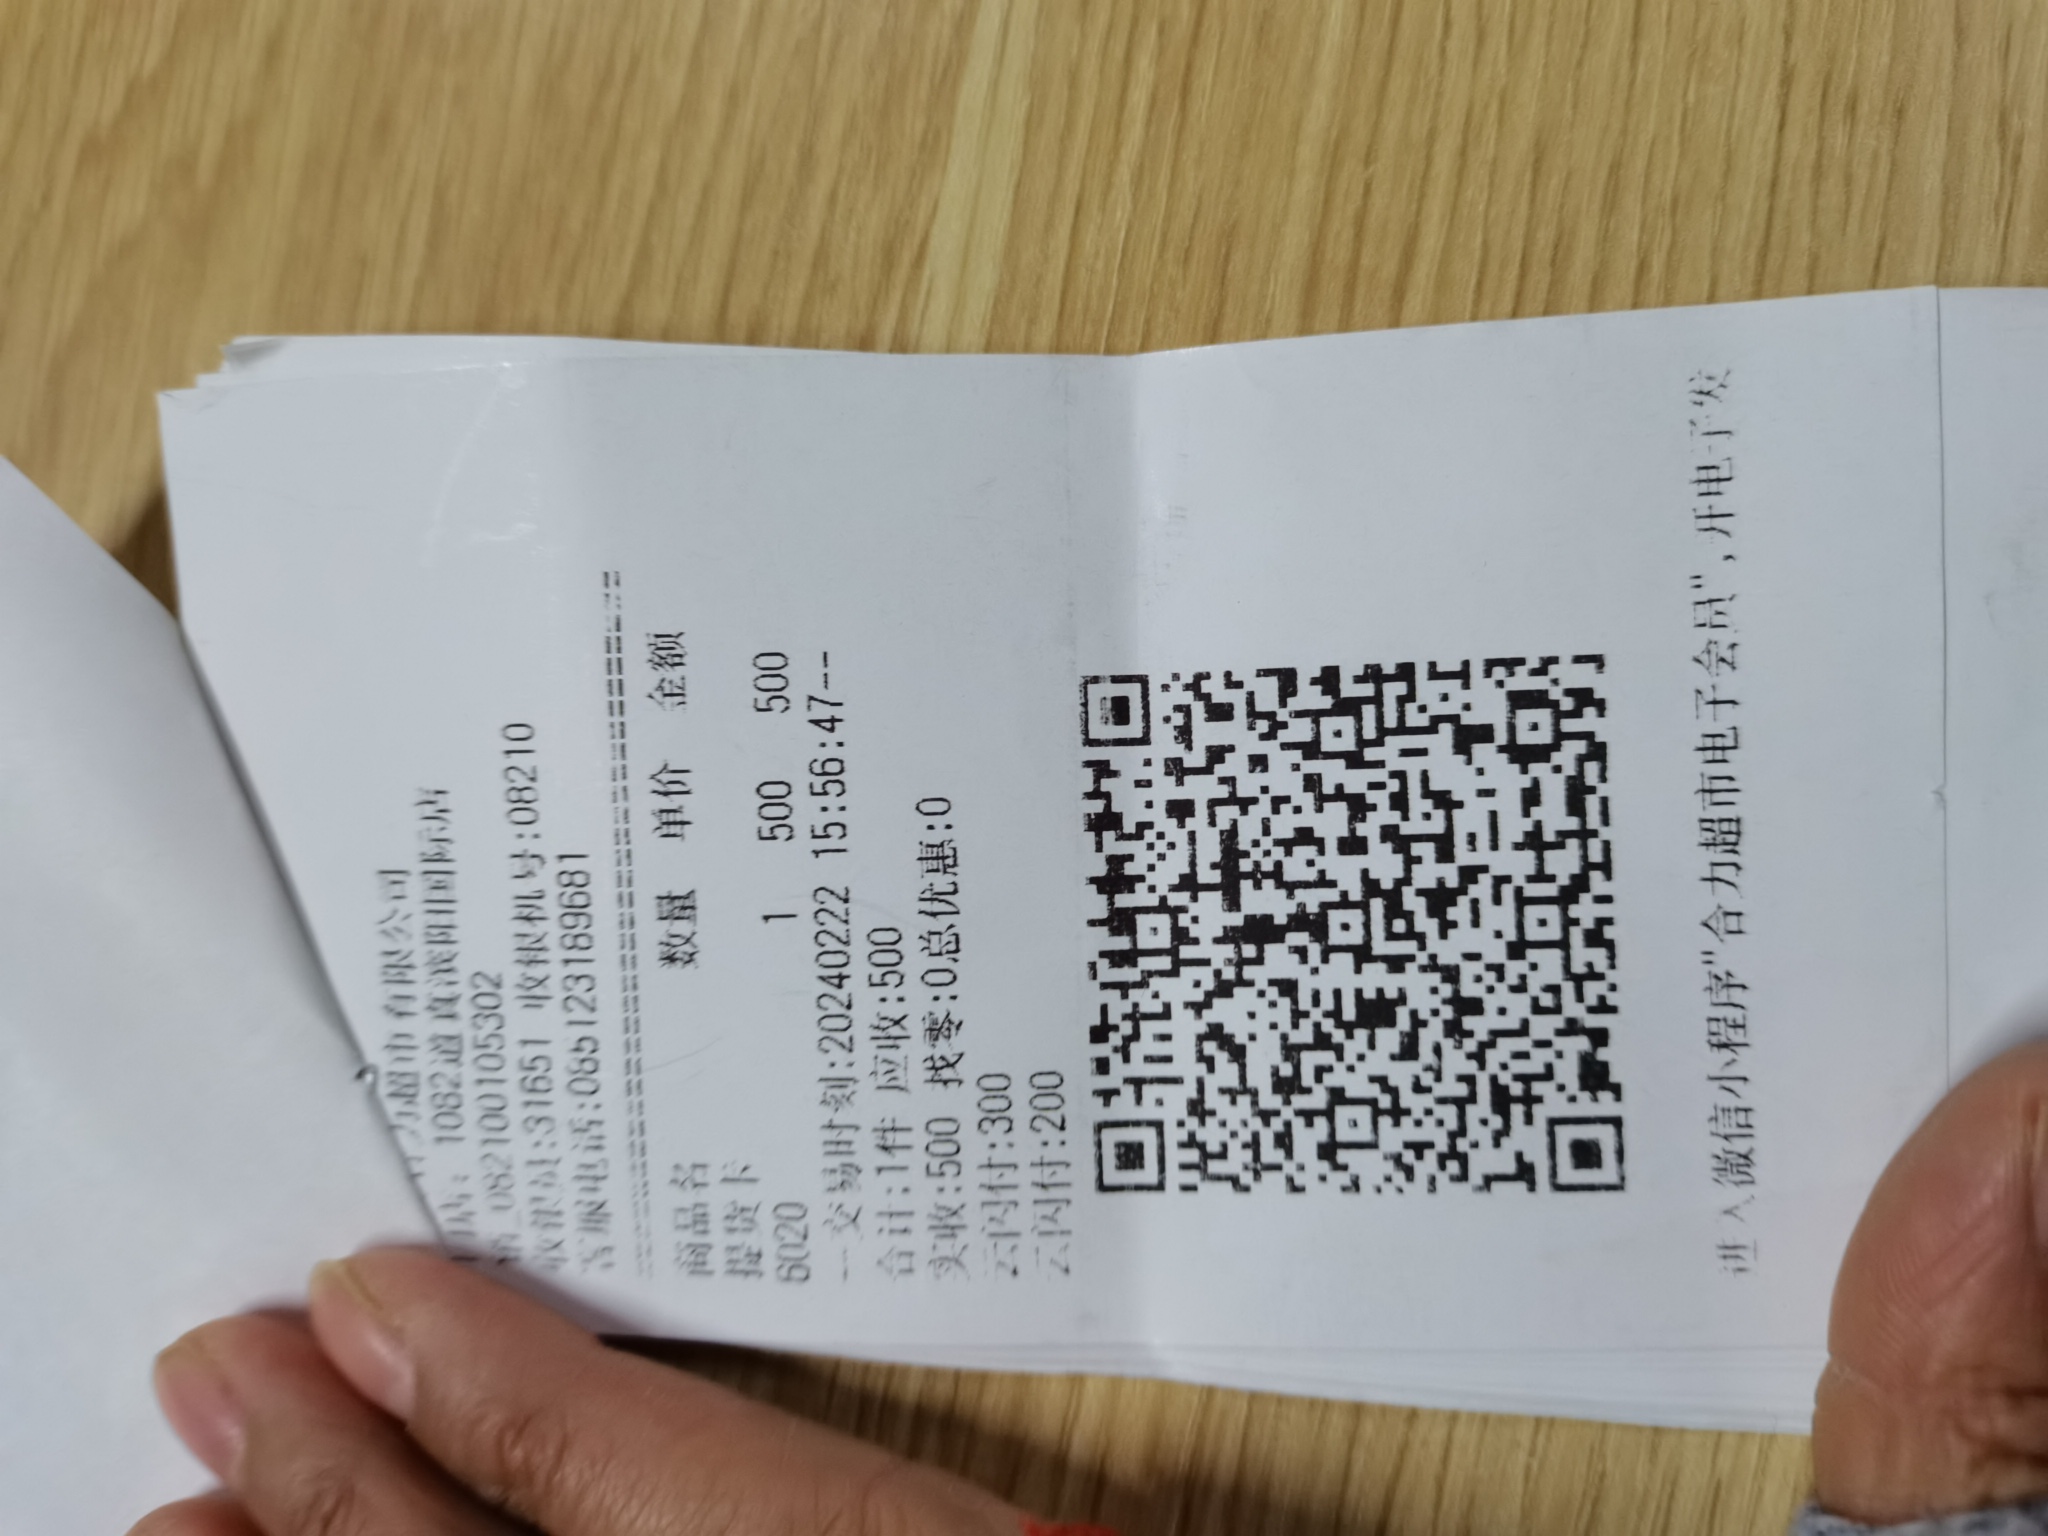 力超市有限公司
店: 1082道真溪阳国际店
082100105302
收银员:31651 收银机号:08210
客服电话:085123189681
商品名 数量 单价 金额
提货卡
6020 1 500 500
--交易时刻:20240222 15:56:47--
合计:1件 应收:500
实收:500 找零:0总优惠:0
云闪付:300
云闪付:200
进入微信小程序"合力超市电子会员",开电子发